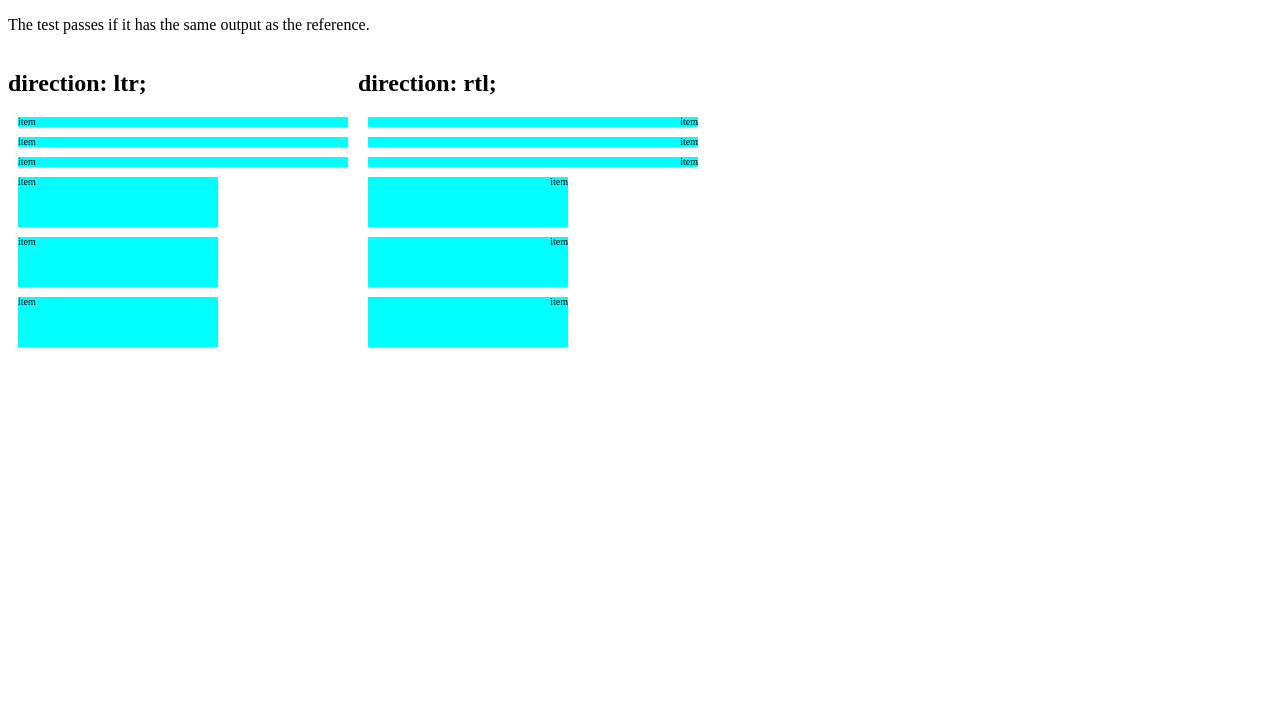 The test passes if it has the same output as the reference.
direction: ltr;
item
item
item
item
item
item
direction: rtl;
item
item
item
item
item
item